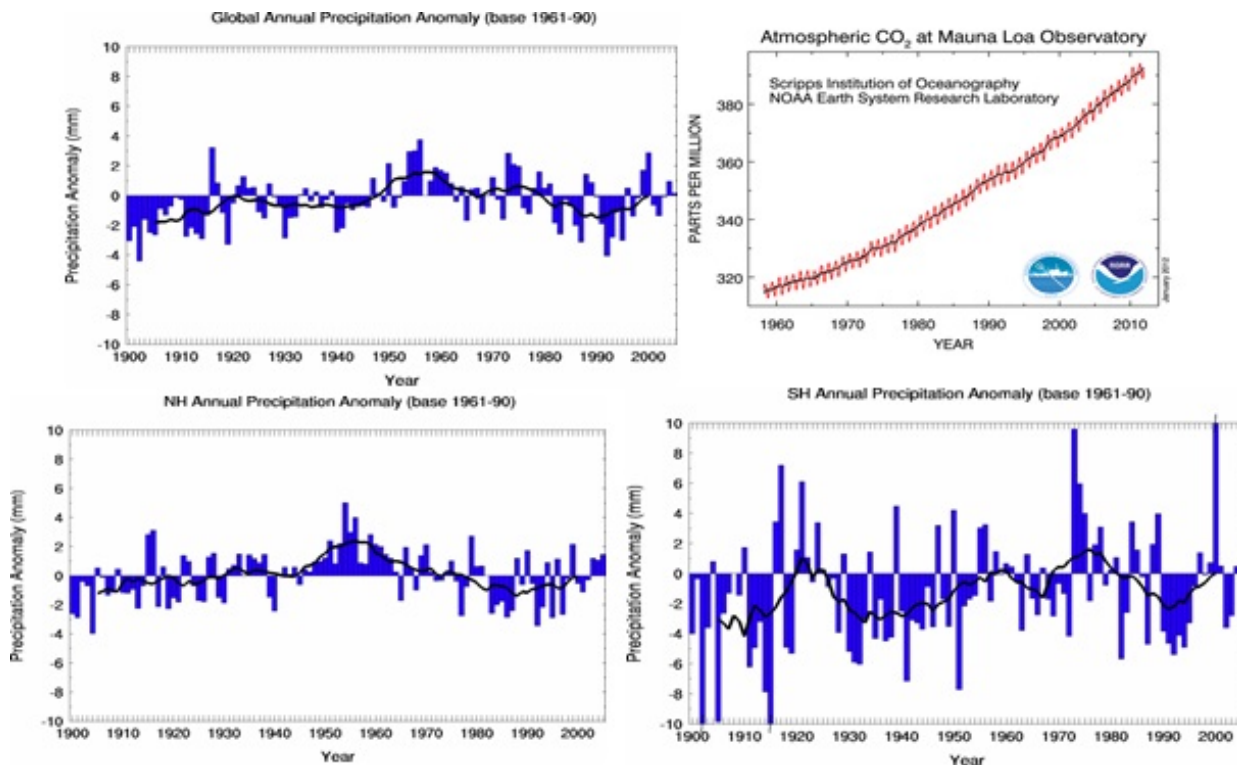 Global Annual Precipitation Anomaly (base 1961-90)
Precipitation Anomaly (mm)
10
8
6
4
2
0
-2
-4
-6
-8
-10
1900 1910 1920 1930 1940 1950 1960 1970 1980 1990 2000
Year
Atmospheric CO₂ at Mauna Loa Observatory
Scripps Institution of Oceanography
NOAA Earth System Research Laboratory
PARTS PER MILLION
380
360
340
320
1960 1970 1980 1990 2000 2010
YEAR
NOAA
January 2012
NH Annual Precipitation Anomaly (base 1961-90)
Precipitation Anomaly (mm)
10
8
6
4
2
0
-2
-4
-6
-8
-10
1900 1910 1920 1930 1940 1950 1960 1970 1980 1990 2000
Year
SH Annual Precipitation Anomaly (base 1961-90)
Precipitation Anomaly (mm)
10
8
6
4
2
0
-2
-4
-6
-8
-10
1900 1910 1920 1930 1940 1950 1960 1970 1980 1990 2000
Year